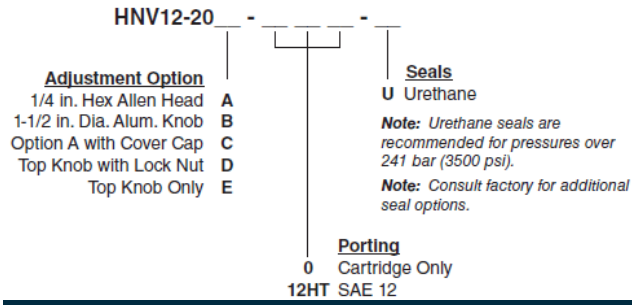 HNV12-20__ - __ __ __ - __
Adjustment Option
1/4 in. Hex Allen Head A
1-1/2 in. Dia. Alum. Knob B
Option A with Cover Cap C
Top Knob with Lock Nut D
Top Knob Only E
Seals
U Urethane
Note: Urethane seals are
recommended for pressures over
241 bar (3500 psi).
Note: Consult factory for additional
seal options.
Porting
0 Cartridge Only
12HT SAE 12